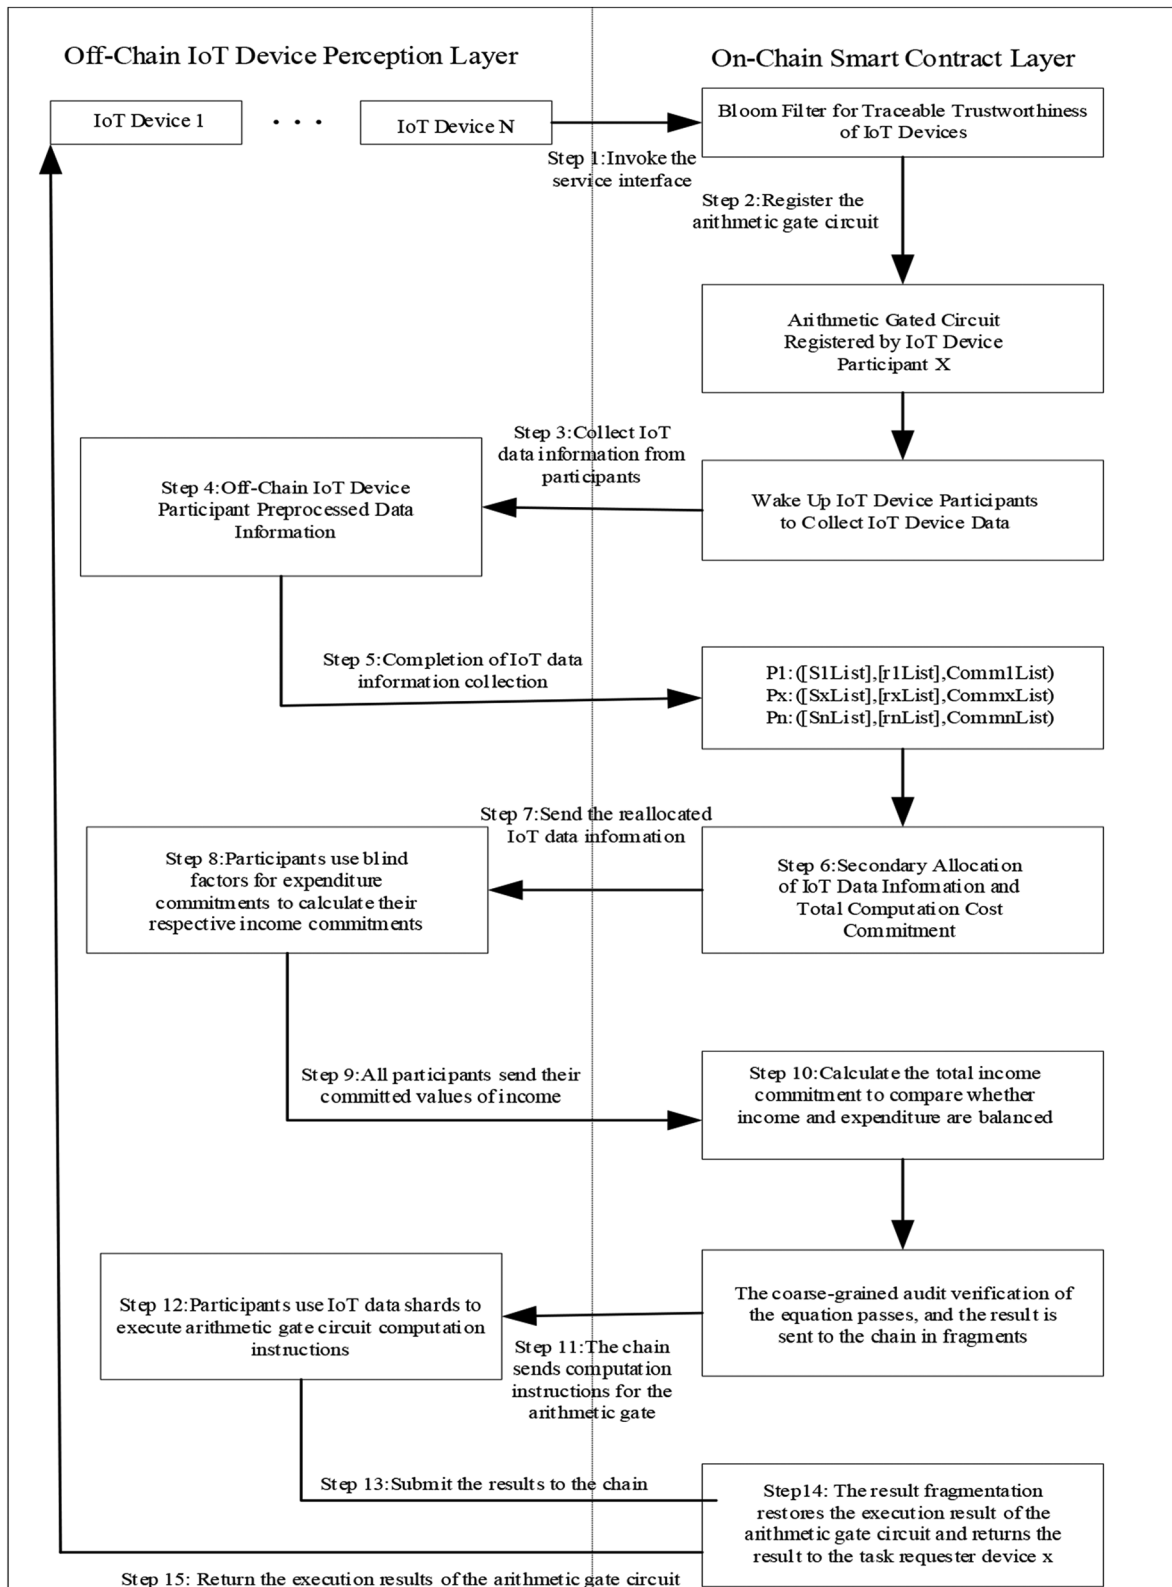 Off-Chain IoT Device Perception Layer
On-Chain Smart Contract Layer
IoT Device 1
. . .
IoT Device N
Bloom Filter for Traceable Trustworthiness
of IoT Devices
Step 1:Invoke the
service interface
Step 2:Register the
arithmetic gate circuit
Arithmetic Gated Circuit
Registered by IoT Device
Participant X
Step 3:Collect IoT
data information from
participants
Step 4:Off-Chain IoT Device
Participant Preprocessed Data
Information
Wake Up IoT Device Participants
to Collect IoT Device Data
Step 5:Completion of IoT data
information collection
P1:([S1List],[r1List],Comm1List)
Px:([SxList],[rxList],CommxList)
Pn:([SnList],[rnList],CommnList)
Step 7:Send the reallocated
IoT data information
Step 8:Participants use blind
factors for expenditure
commitments to calculate their
respective income commitments
Step 6:Secondary Allocation
of IoT Data Information and
Total Computation Cost
Commitment
Step 9:All participants send their
committed values of income
Step 10:Calculate the total income
commitment to compare whether
income and expenditure are balanced
Step 12:Participants use IoT data shards to
execute arithmetic gate circuit computation
instructions
The coarse-grained audit verification of
the equation passes, and the result is
sent to the chain in fragments
Step 11:The chain
sends computation
instructions for the
arithmetic gate
Step 13:Submit the results to the chain
Step14: The result fragmentation
restores the execution result of the
arithmetic gate circuit and returns the
result to the task requester device x
Step 15: Return the execution results of the arithmetic gate circuit